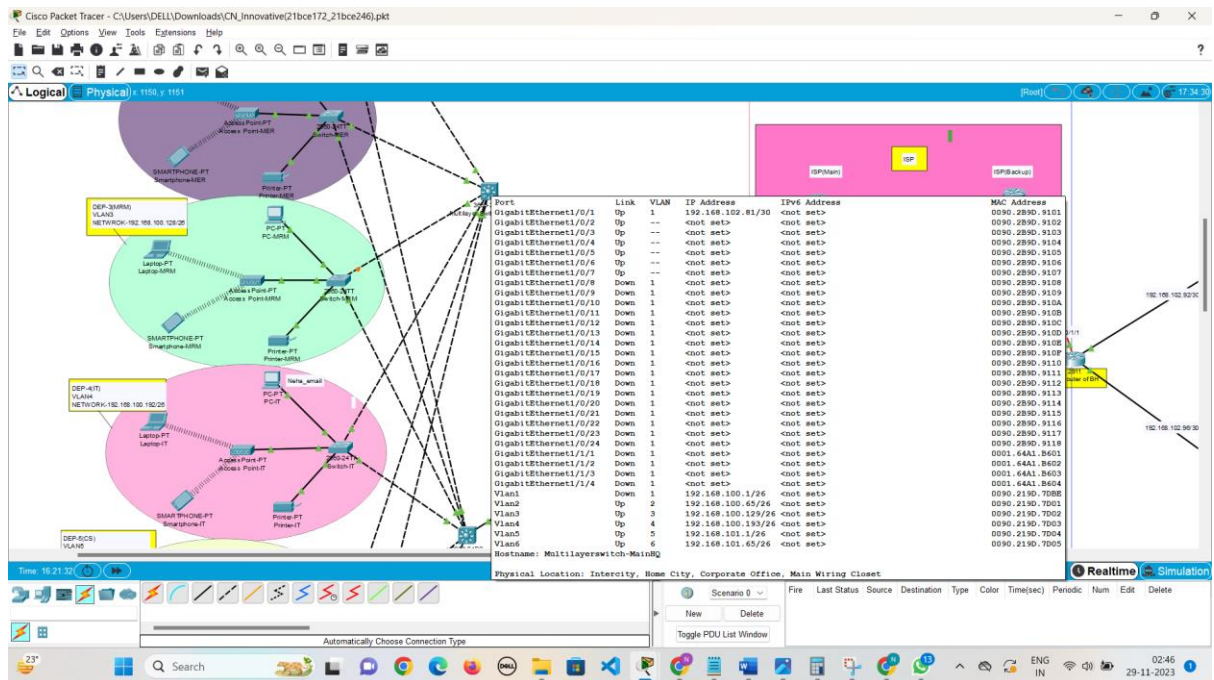 Cisco Packet Tracer - C:\Users\DELL\Downloads\CN_Innovative(21bce172_21bce246).pkt
File Edit Options View Tools Extensions Help
?
Logical Physical x: 1150, y: 1151 [Root] 17:34:30
Access Point-PT
Access Point-MER
SMARTPHONE-PT
Smartphone-MER
Printer-PT
Printer-MER
ISP
ISP(Main) ISP(Backup)
DEP-3(MRM)
VLAN3
NETWROK-192.168.100.128/26
PC-PT
PC-MRM
Laptop-PT
Laptop-MRM
Access Point-PT
Access Point-MRM
SMARTPHONE-PT
Smartphone-MRM
Printer-PT
Printer-MRM
DEP-4(IT)
VLAN4
NETWORK-192.168.100.192/26
Neha_email
PC-PT
PC-IT
Laptop-PT
Laptop-IT
Access Point-PT
Access Point-IT
2960-24TT
Switch-IT
SMARTPHONE-PT
Smartphone-IT
Printer-PT
Printer-IT
DEP-5(CS)
VLAN5
Port Link VLAN IP Address IPv6 Address MAC Address
GigabitEthernet1/0/1 Up 1 192.168.102.81/30 <not set> 0090.2B9D.9101
GigabitEthernet1/0/2 Up -- <not set> <not set> 0090.2B9D.9102
GigabitEthernet1/0/3 Up -- <not set> <not set> 0090.2B9D.9103
GigabitEthernet1/0/4 Up -- <not set> <not set> 0090.2B9D.9104
GigabitEthernet1/0/5 Up -- <not set> <not set> 0090.2B9D.9105
GigabitEthernet1/0/6 Up -- <not set> <not set> 0090.2B9D.9106
GigabitEthernet1/0/7 Up -- <not set> <not set> 0090.2B9D.9107
GigabitEthernet1/0/8 Down 1 <not set> <not set> 0090.2B9D.9108
GigabitEthernet1/0/9 Down 1 <not set> <not set> 0090.2B9D.9109
GigabitEthernet1/0/10 Down 1 <not set> <not set> 0090.2B9D.910A
GigabitEthernet1/0/11 Down 1 <not set> <not set> 0090.2B9D.910B
GigabitEthernet1/0/12 Down 1 <not set> <not set> 0090.2B9D.910C
GigabitEthernet1/0/13 Down 1 <not set> <not set> 0090.2B9D.910D
GigabitEthernet1/0/14 Down 1 <not set> <not set> 0090.2B9D.910E
GigabitEthernet1/0/15 Down 1 <not set> <not set> 0090.2B9D.910F
GigabitEthernet1/0/16 Down 1 <not set> <not set> 0090.2B9D.9110
GigabitEthernet1/0/17 Down 1 <not set> <not set> 0090.2B9D.9111
GigabitEthernet1/0/18 Down 1 <not set> <not set> 0090.2B9D.9112
GigabitEthernet1/0/19 Down 1 <not set> <not set> 0090.2B9D.9113
GigabitEthernet1/0/20 Down 1 <not set> <not set> 0090.2B9D.9114
GigabitEthernet1/0/21 Down 1 <not set> <not set> 0090.2B9D.9115
GigabitEthernet1/0/22 Down 1 <not set> <not set> 0090.2B9D.9116
GigabitEthernet1/0/23 Down 1 <not set> <not set> 0090.2B9D.9117
GigabitEthernet1/0/24 Down 1 <not set> <not set> 0090.2B9D.9118
GigabitEthernet1/1/1 Down 1 <not set> <not set> 0001.64A1.B601
GigabitEthernet1/1/2 Down 1 <not set> <not set> 0001.64A1.B602
GigabitEthernet1/1/3 Down 1 <not set> <not set> 0001.64A1.B603
GigabitEthernet1/1/4 Down 1 <not set> <not set> 0001.64A1.B604
Vlan1 Down 1 192.168.100.1/26 <not set> 0090.219D.7DBE
Vlan2 Up 2 192.168.100.65/26 <not set> 0090.219D.7D01
Vlan3 Up 3 192.168.100.129/26 <not set> 0090.219D.7D02
Vlan4 Up 4 192.168.100.193/26 <not set> 0090.219D.7D03
Vlan5 Up 5 192.168.101.1/26 <not set> 0090.219D.7D04
Vlan6 Up 6 192.168.101.65/26 <not set> 0090.219D.7D05
Hostname: Multilayerswitch-MainHQ
Physical Location: Intercity, Home City, Corporate Office, Main Wiring Closet
2911
192.168.102.92/30
192.168.102.96/30
Time: 16:21:32 Realtime Simulation
Scenario 0 Fire Last Status Source Destination Type Color Time(sec) Periodic Num Edit Delete
New Delete
Toggle PDU List Window
Automatically Choose Connection Type
23°
Search
ENG
IN
02:46
29-11-2023